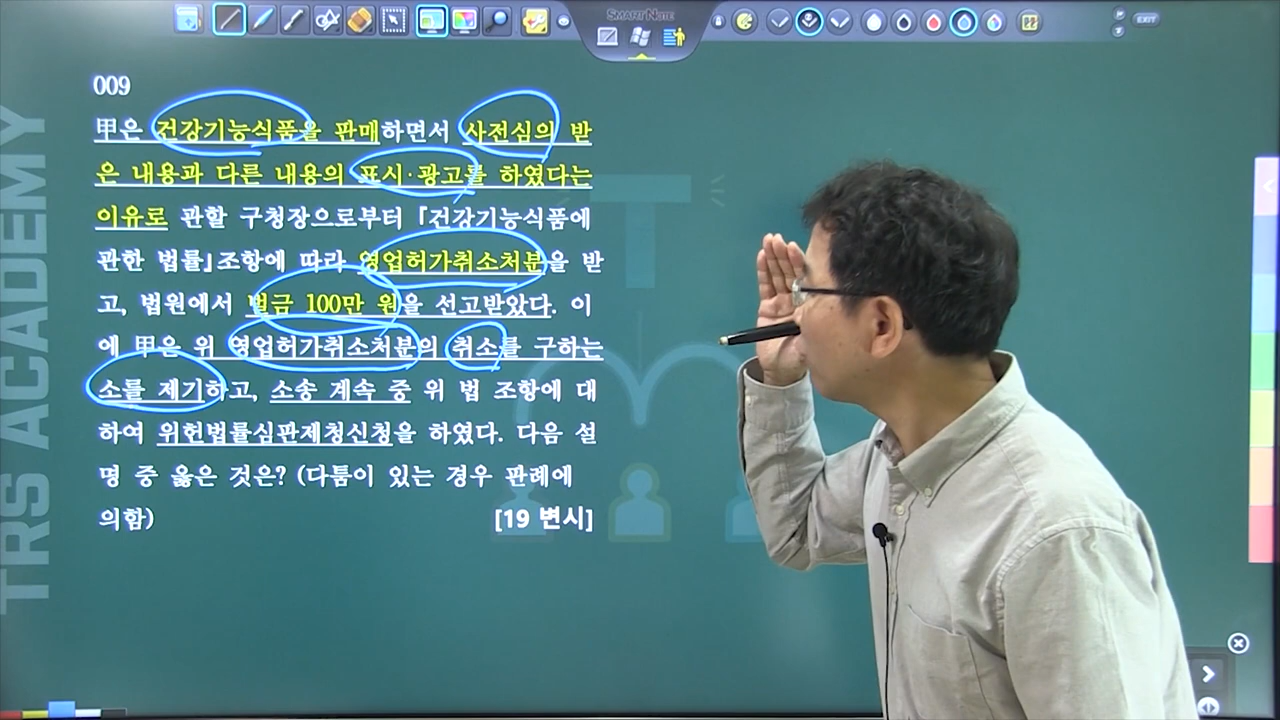 SMART NOTE
EXIT
009
甲은 건강기능식품을 판매하면서 사전심의 받
은 내용과 다른 내용의 표시·광고를 하였다는
이유로 관할 구청장으로부터 「건강기능식품에
관한 법률」조항에 따라 영업허가취소처분을 받
고, 법원에서 벌금 100만 원을 선고받았다. 이
에 甲은 위 영업허가취소처분의 취소를 구하는
소를 제기하고, 소송 계속 중 위 법 조항에 대
하여 위헌법률심판제청신청을 하였다. 다음 설
명 중 옳은 것은? (다툼이 있는 경우 판례에
의함) [19 변시]
TRS ACADEMY